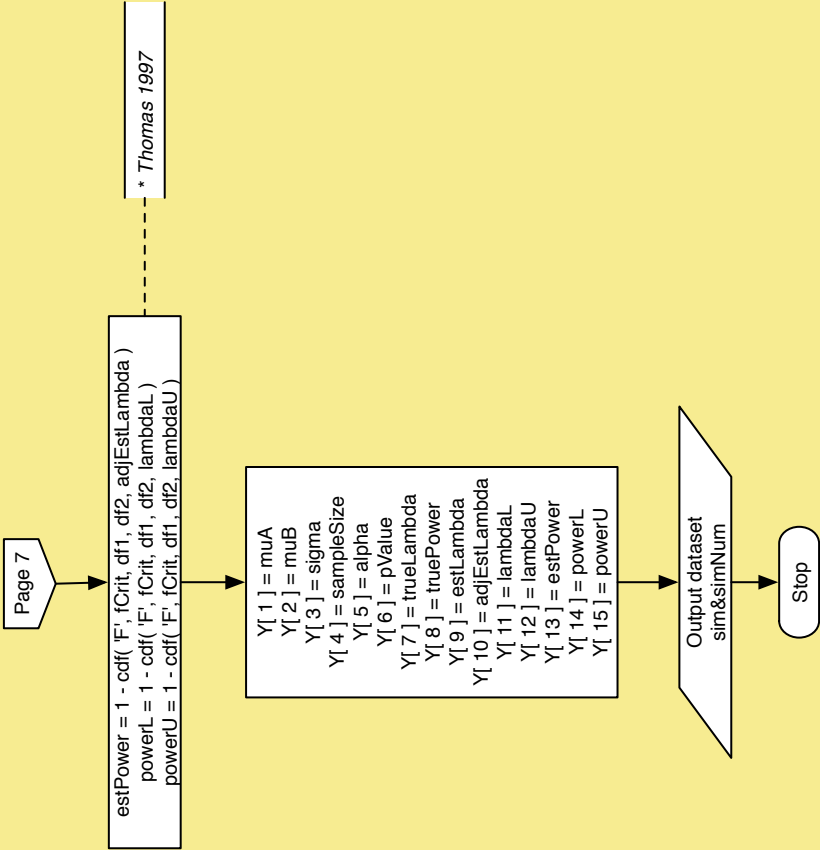 Page 7
estPower = 1 - cdf( 'F', fCrit, df1, df2, adjEstLambda )
powerL = 1 - cdf( 'F', fCrit, df1, df2, lambdaL )
powerU = 1 - cdf( 'F', fCrit, df1, df2, lambdaU )
* Thomas 1997
Y[ 1 ] = muA
Y[ 2 ] = muB
Y[ 3 ] = sigma
Y[ 4 ] = sampleSize
Y[ 5 ] = alpha
Y[ 6 ] = pValue
Y[ 7 ] = trueLambda
Y[ 8 ] = truePower
Y[ 9 ] = estLambda
Y[ 10 ] = adjEstLambda
Y[ 11 ] = lambdaL
Y[ 12 ] = lambdaU
Y[ 13 ] = estPower
Y[ 14 ] = powerL
Y[ 15 ] = powerU
Output dataset
sim&simNum
Stop